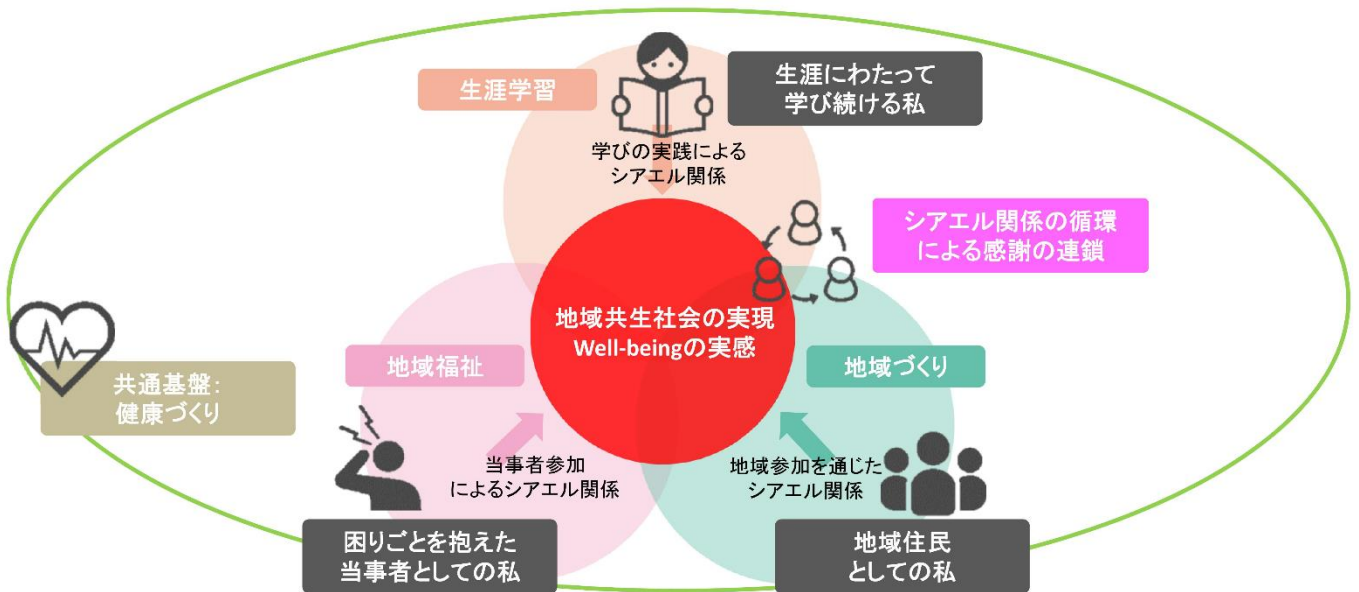 生涯学習
生涯にわたって
学び続ける私
学びの実践による
シアエル関係
シアエル関係の循環
による感謝の連鎖
地域共生社会の実現
Well-beingの実感
地域福祉
地域づくり
共通基盤:
健康づくり
当事者参加
によるシアエル関係
地域参加を通じた
シアエル関係
困りごとを抱えた
当事者としての私
地域住民
としての私